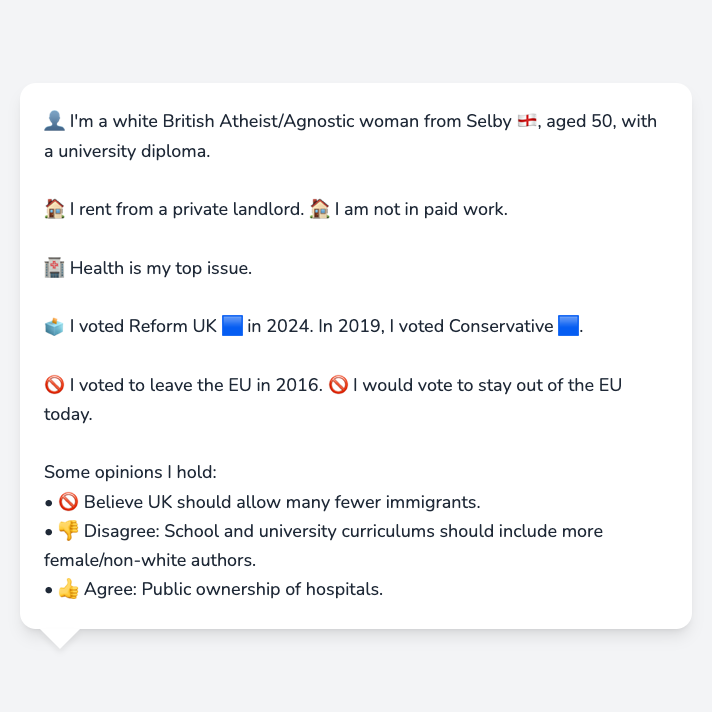 👤 I'm a white British Atheist/Agnostic woman from Selby 🏴󠁧󠁢󠁥󠁮󠁧󠁿, aged 50, with
a university diploma.
🏠 I rent from a private landlord. 🏠 I am not in paid work.
🏥 Health is my top issue.
🗳️ I voted Reform UK 🟦 in 2024. In 2019, I voted Conservative 🟦.
🚫 I voted to leave the EU in 2016. 🚫 I would vote to stay out of the EU
today.
Some opinions I hold:
• 🚫 Believe UK should allow many fewer immigrants.
• 👎 Disagree: School and university curriculums should include more
female/non-white authors.
• 👍 Agree: Public ownership of hospitals.